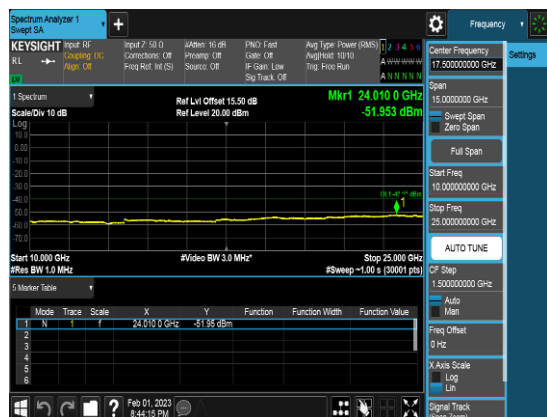 Spectrum Analyzer 1
Swept SA
+
Frequency
KEYSIGHT
RL
Input: RF
Coupling: DC
Align: Off
Input Z: 50 Ω
Corrections: Off
Freq Ref: Int (S)
#Atten: 16 dB
Preamp: Off
Source: Off
PNO: Fast
Gate: Off
IF Gain: Low
Sig Track: Off
Avg Type: Power (RMS)
Avg|Hold: 10/10
Trig: Free Run
1 2 3 4 5 6
A W W W W W
A N N N N N
1 Spectrum
Scale/Div 10 dB
Log
Ref Lvl Offset 15.50 dB
Ref Level 20.00 dBm
Mkr1 24.010 0 GHz
-51.953 dBm
10.0
0.00
-10.0
-20.0
-30.0
-40.0
-50.0
-60.0
-70.0
1
Start 10.000 GHz
#Res BW 1.0 MHz
#Video BW 3.0 MHz*
Stop 25.000 GHz
#Sweep ~1.00 s (30001 pts)
5 Marker Table
Mode Trace Scale X Y Function Function Width Function Value
1 N 1 f 24.010 0 GHz -51.95 dBm
2
3
4
5
6
?
Feb 01, 2023
8:44:15 PM
Center Frequency
17.500000000 GHz
Settings
Span
15.0000000 GHz
Swept Span
Zero Span
Full Span
Start Freq
10.000000000 GHz
Stop Freq
25.000000000 GHz
AUTO TUNE
CF Step
1.500000000 GHz
Auto
Man
Freq Offset
0 Hz
X Axis Scale
Log
Lin
Signal Track